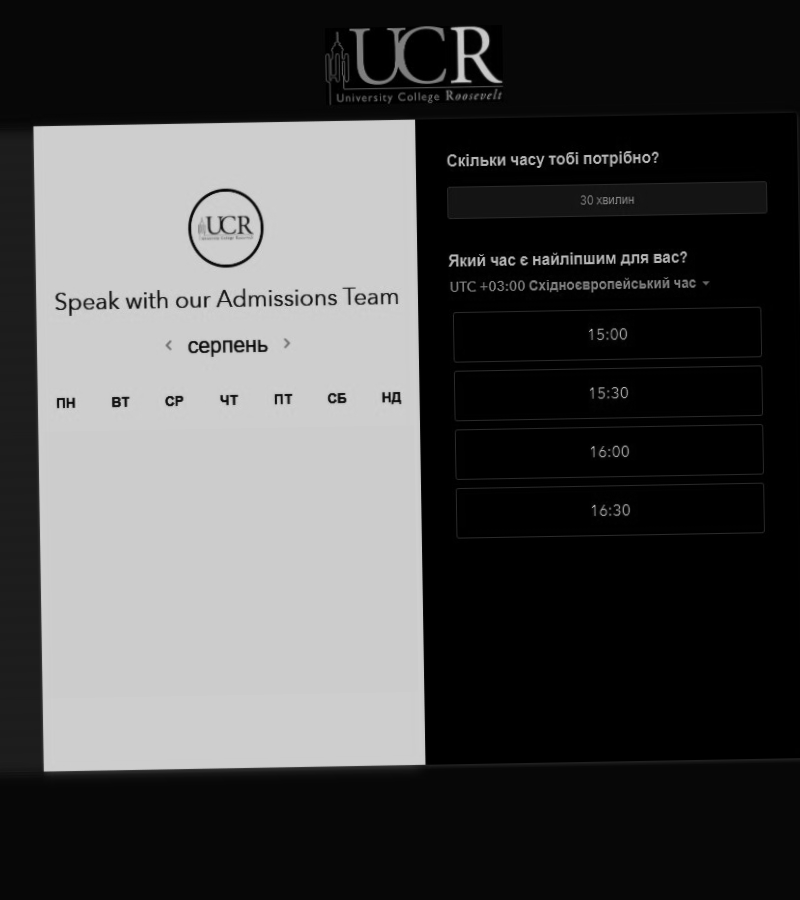 UCR
University College Roosevelt
UCR
University College Roosevelt
Speak with our Admissions Team
серпень
ПН ВТ СР ЧТ ПТ СБ НД
Скільки часу тобі потрібно?
30 хвилин
Який час є найліпшим для вас?
UTC +03:00 Східноєвропейський час
15:00
15:30
16:00
16:30